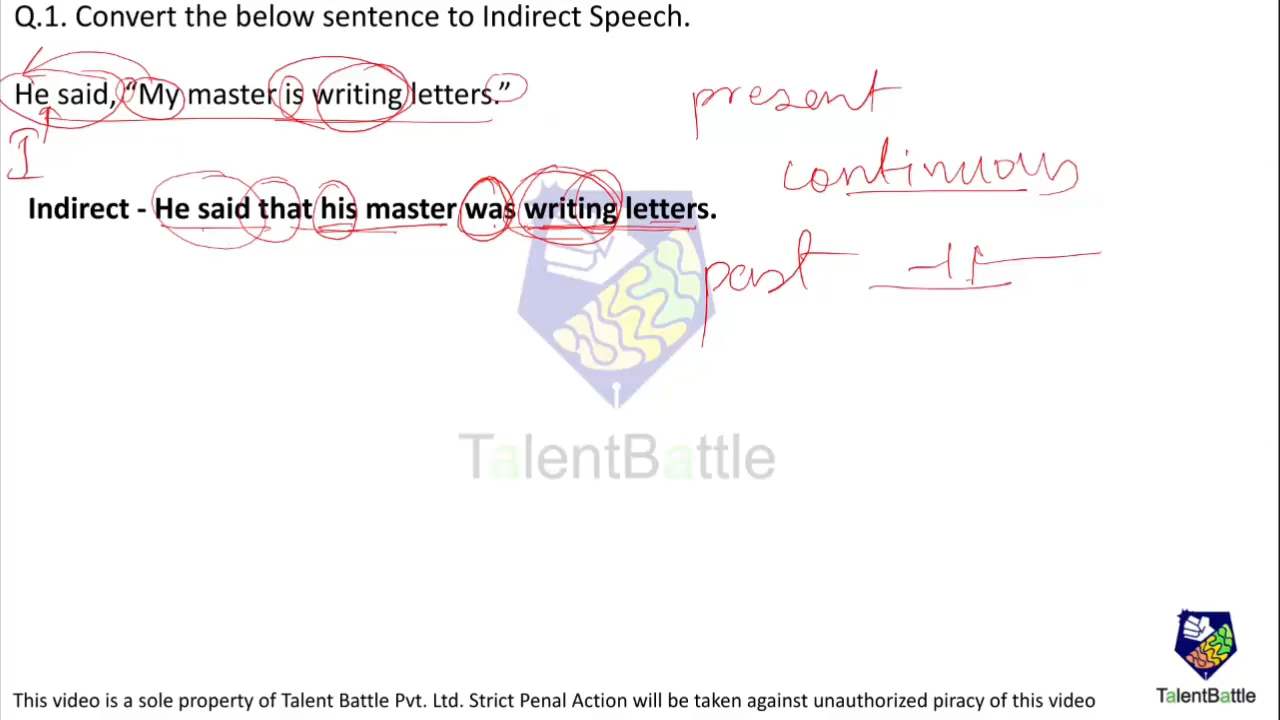 Q.1. Convert the below sentence to Indirect Speech.
He said, “My master is writing letters.”
present
I
continuous
Indirect - He said that his master was writing letters.
past
TalentBattle
TalentBattle
This video is a sole property of Talent Battle Pvt. Ltd. Strict Penal Action will be taken against unauthorized piracy of this video